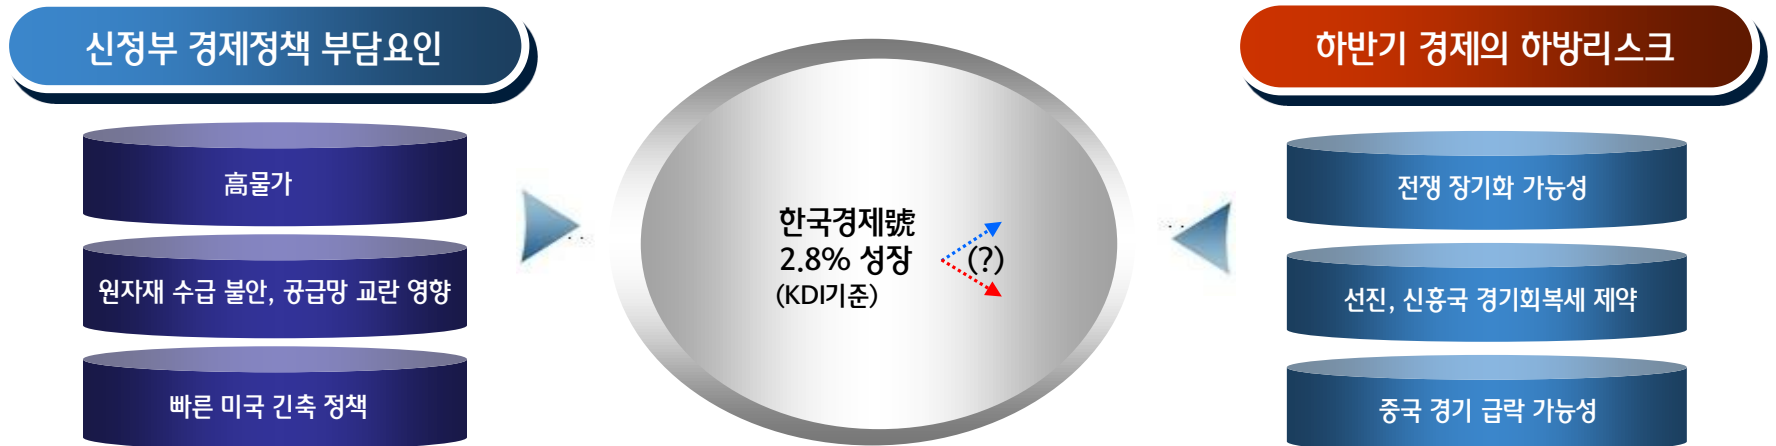 신정부 경제정책 부담요인
高물가
원자재 수급 불안, 공급망 교란 영향
빠른 미국 긴축 정책
한국경제號
2.8% 성장 (?)
(KDI기준)
하반기 경제의 하방리스크
전쟁 장기화 가능성
선진, 신흥국 경기회복세 제약
중국 경기 급락 가능성